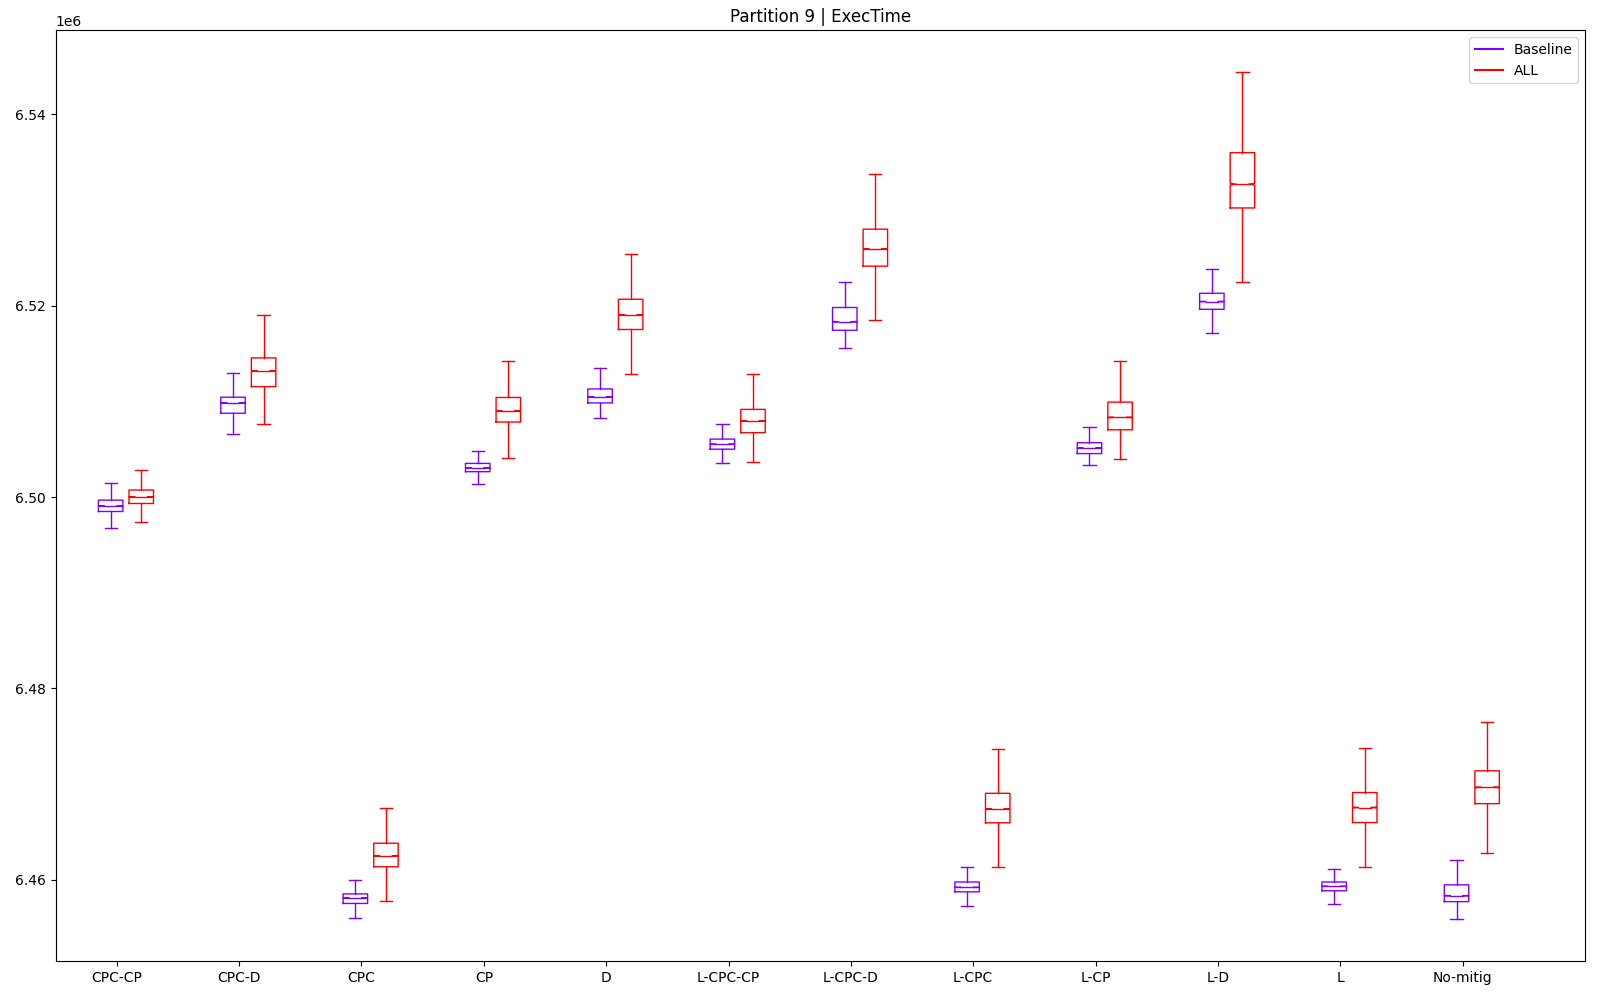 Partition 9 | ExecTime
1e6
Baseline
ALL
6.54
6.52
6.50
6.48
6.46
CPC-CP CPC-D CPC CP D L-CPC-CP L-CPC-D L-CPC L-CP L-D L No-mitig